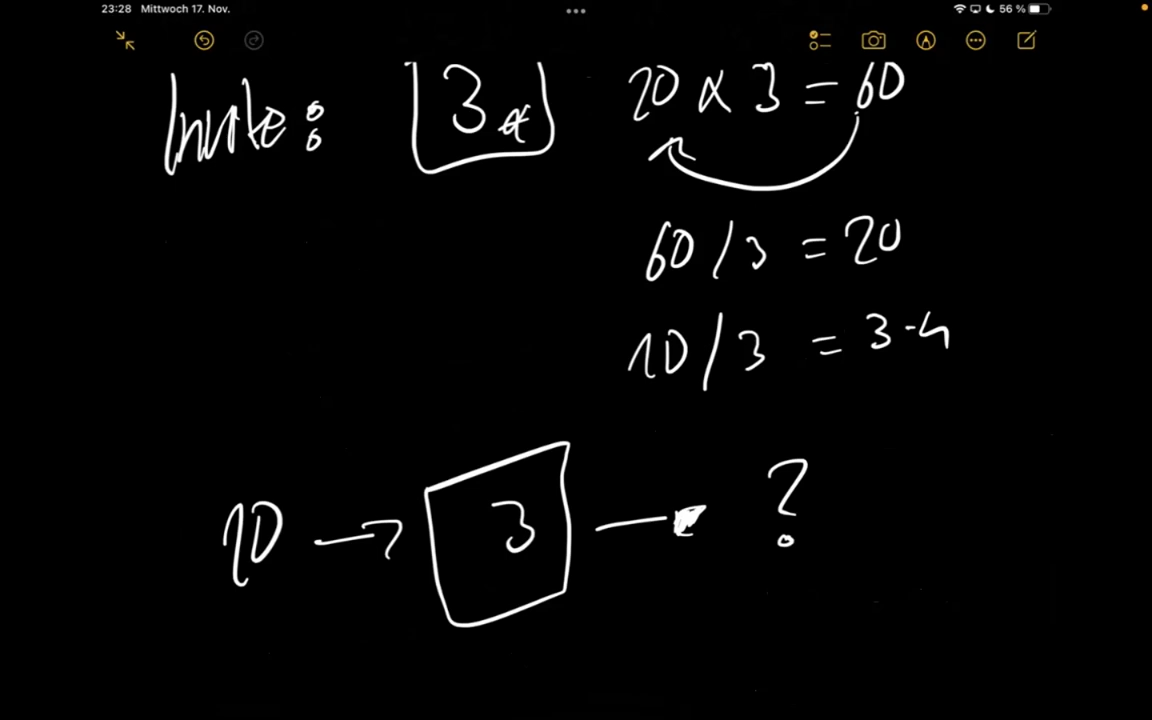 23:28 Mittwoch 17. Nov. 56 %
3 x 20 x 3 = 60
60 / 3 = 20
10 / 3 = 3.4
10 → 3 → ?